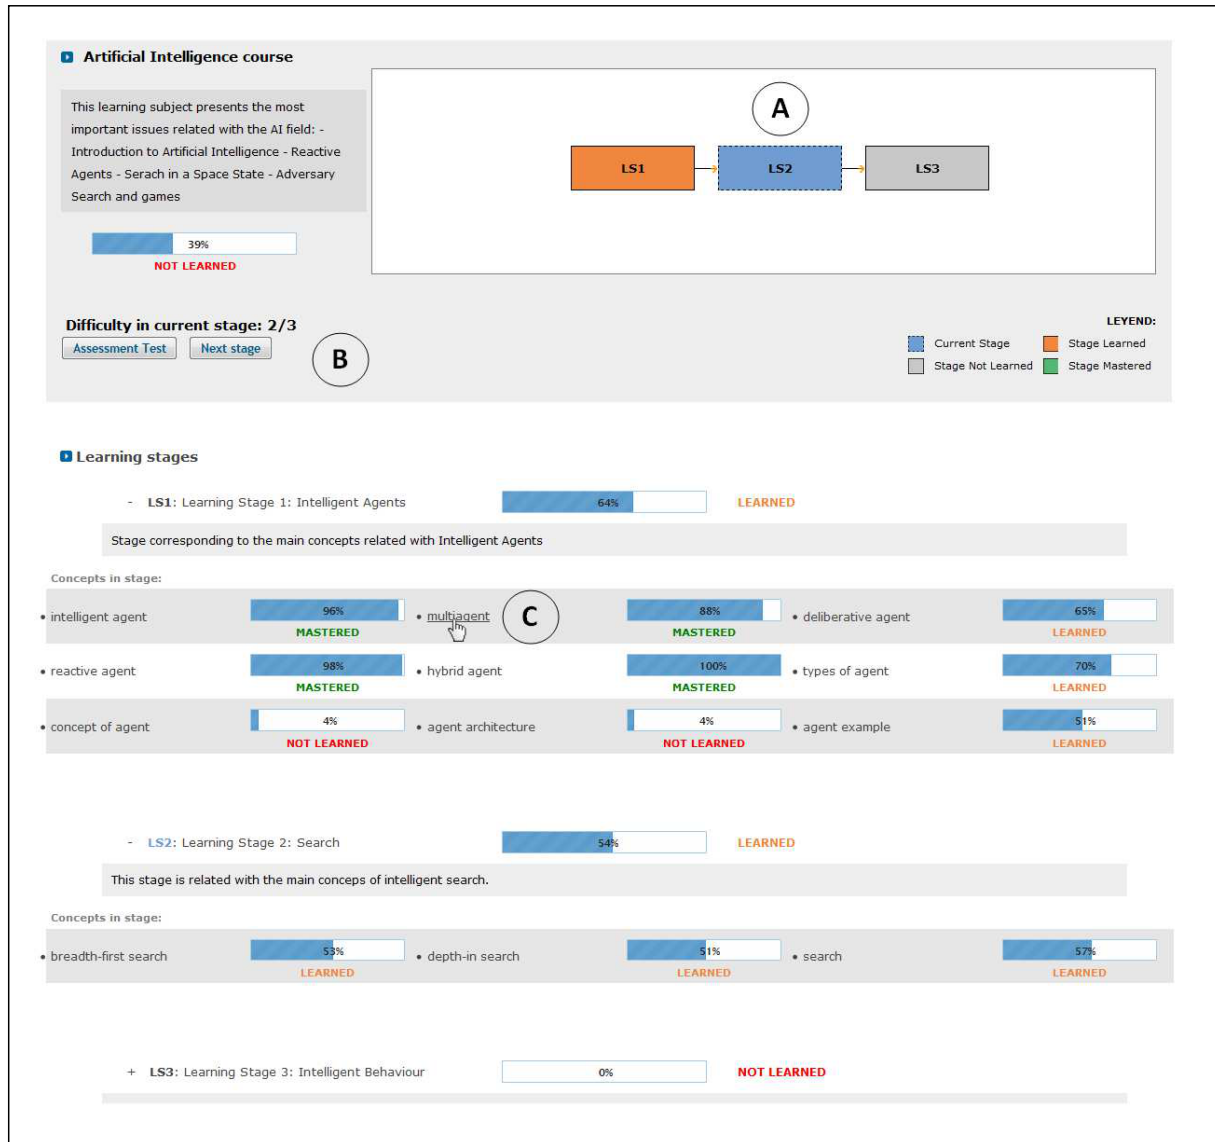 Artificial Intelligence course
This learning subject presents the most
important issues related with the AI field: -
Introduction to Artificial Intelligence - Reactive
Agents - Serach in a Space State - Adversary
Search and games
39%
NOT LEARNED
A
LS1
LS2
LS3
Difficulty in current stage: 2/3
Assessment Test
Next stage
B
LEYEND:
Current Stage
Stage Learned
Stage Not Learned
Stage Mastered
Learning stages
- LS1: Learning Stage 1: Intelligent Agents 64% LEARNED
Stage corresponding to the main concepts related with Intelligent Agents
Concepts in stage:
• intelligent agent 96% • multiagent C 88% • deliberative agent 65%
MASTERED MASTERED LEARNED
• reactive agent 98% • hybrid agent 100% • types of agent 70%
MASTERED MASTERED LEARNED
• concept of agent 4% • agent architecture 4% • agent example 51%
NOT LEARNED NOT LEARNED LEARNED
- LS2: Learning Stage 2: Search 54% LEARNED
This stage is related with the main conceps of intelligent search.
Concepts in stage:
• breadth-first search 53% • depth-in search 51% • search 57%
LEARNED LEARNED LEARNED
+ LS3: Learning Stage 3: Intelligent Behaviour 0% NOT LEARNED